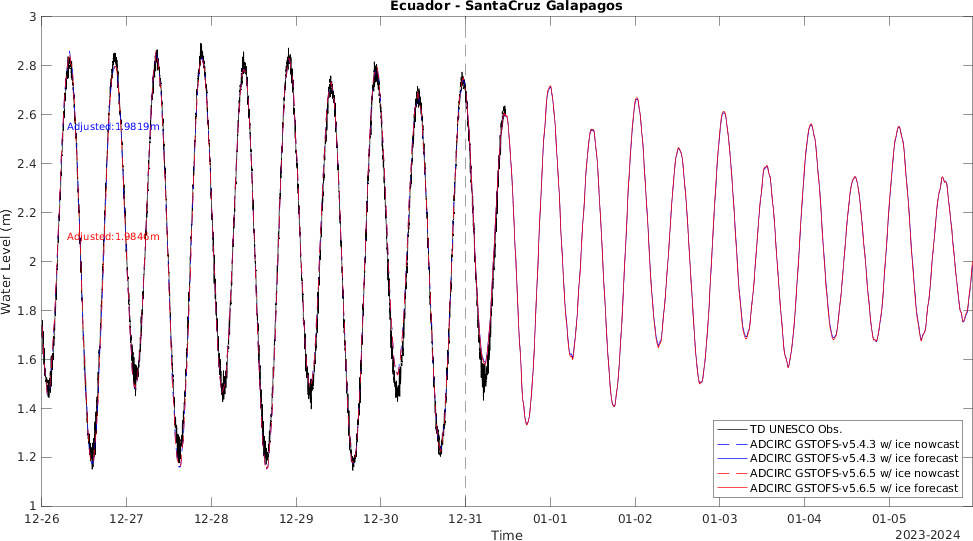 Ecuador - SantaCruz Galapagos
Water Level (m)
3
2.8
2.6
2.4
2.2
2
1.8
1.6
1.4
1.2
1
Adjusted:1.9819m
Adjusted:1.9846m
TD UNESCO Obs.
ADCIRC GSTOFS-v5.4.3 w/ ice nowcast
ADCIRC GSTOFS-v5.4.3 w/ ice forecast
ADCIRC GSTOFS-v5.6.5 w/ ice nowcast
ADCIRC GSTOFS-v5.6.5 w/ ice forecast
12-26 12-27 12-28 12-29 12-30 12-31 01-01 01-02 01-03 01-04 01-05
Time
2023-2024